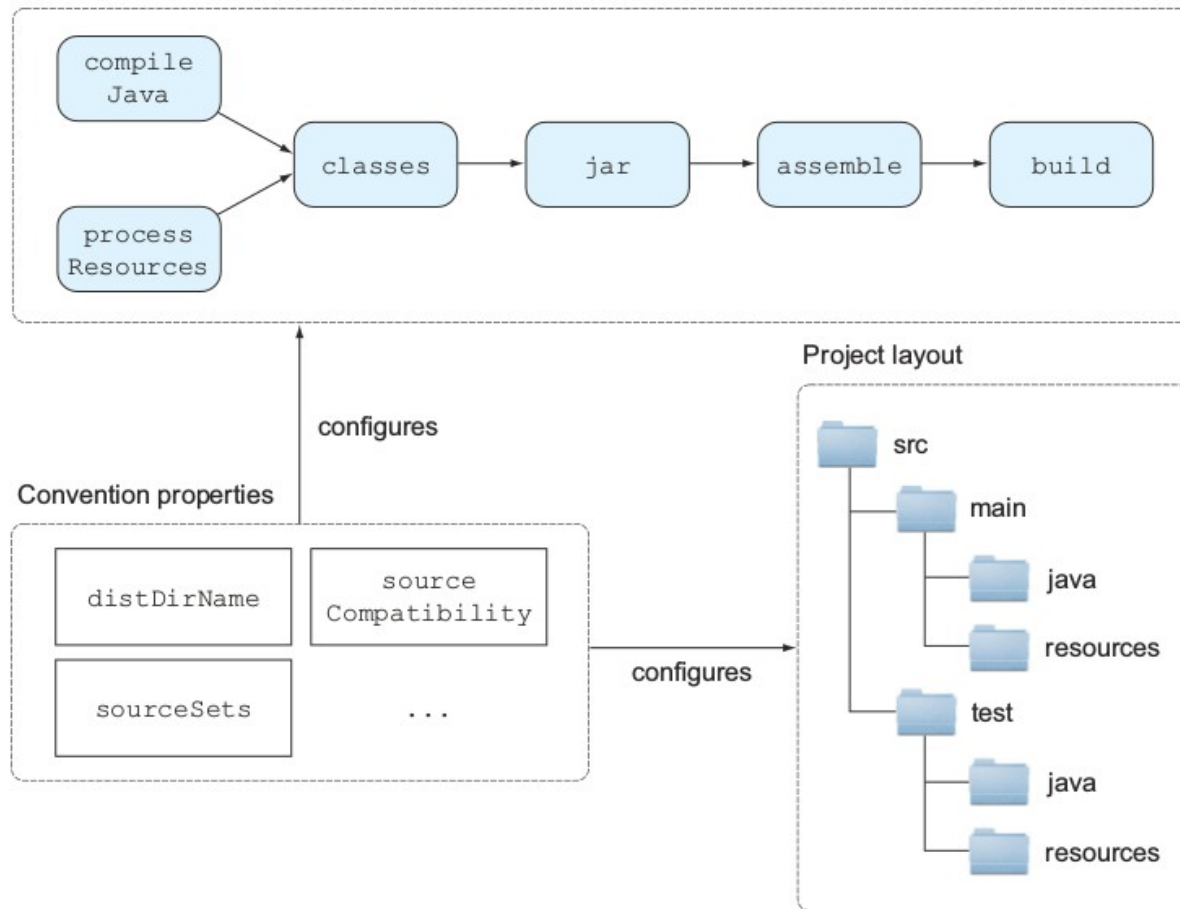 compile
Java
classes
jar
assemble
build
process
Resources
Project layout
configures
src
Convention properties
main
distDirName
source
Compatibility
java
configures
resources
sourceSets
...
test
java
resources